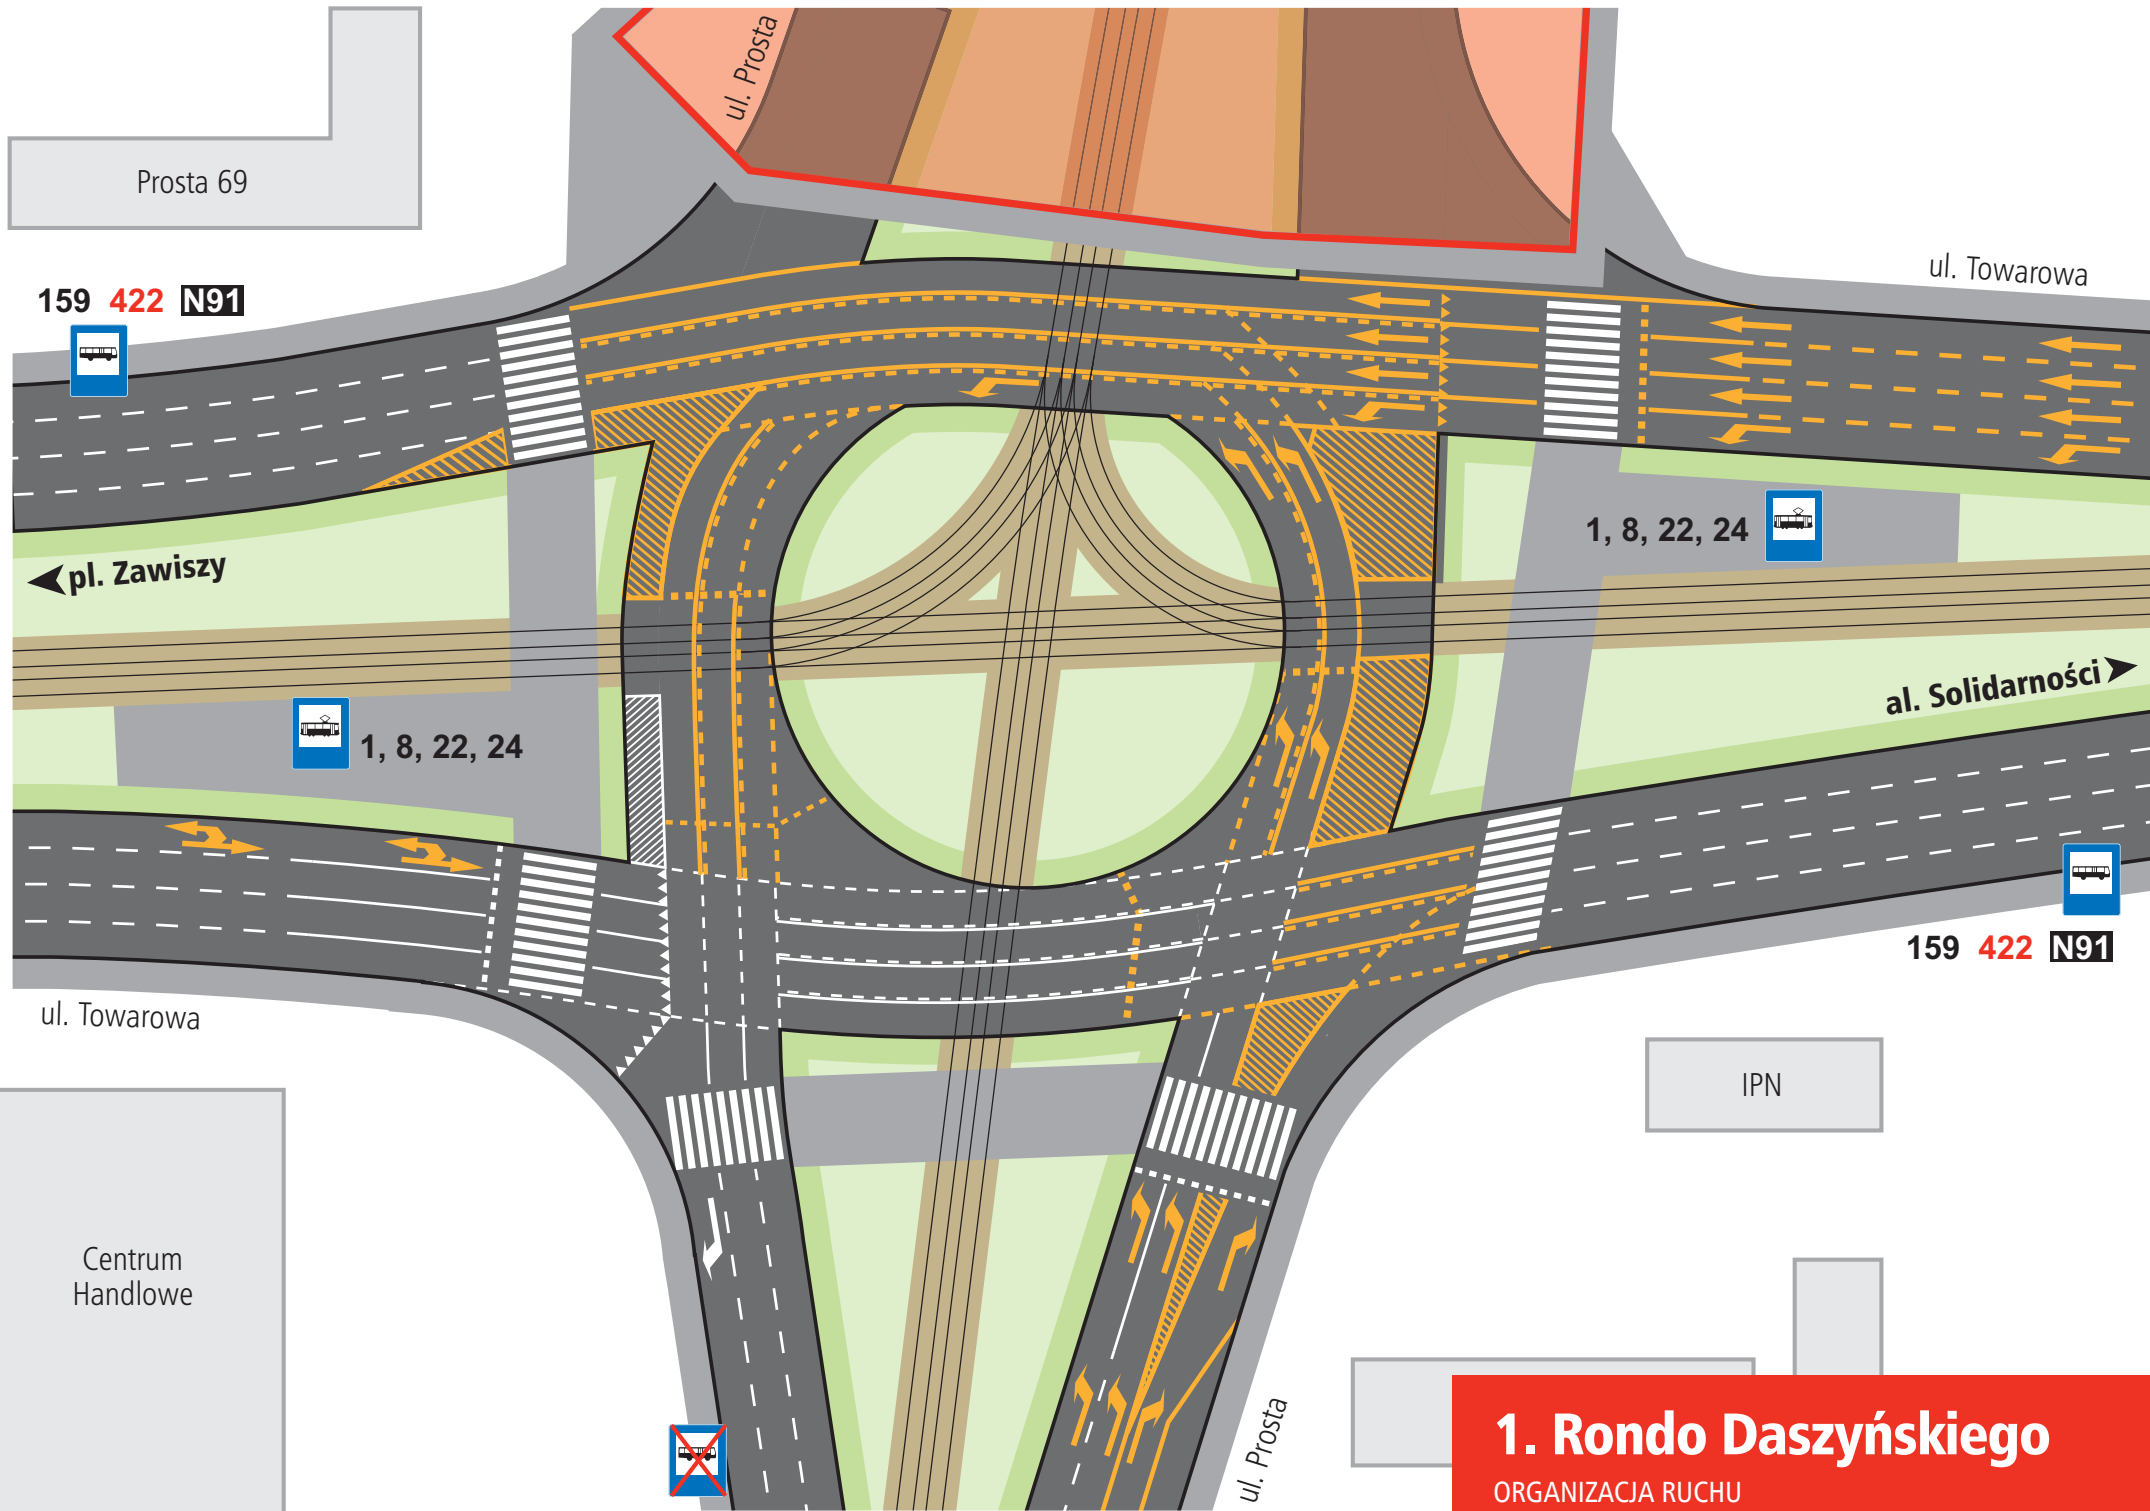 ul. Prosta
Prosta 69
159 422 N91
ul. Towarowa
1, 8, 22, 24
pl. Zawiszy
al. Solidarności
1, 8, 22, 24
159 422 N91
ul. Towarowa
IPN
Centrum
Handlowe
ul. Prosta
1. Rondo Daszyńskiego
ORGANIZACJA RUCHU